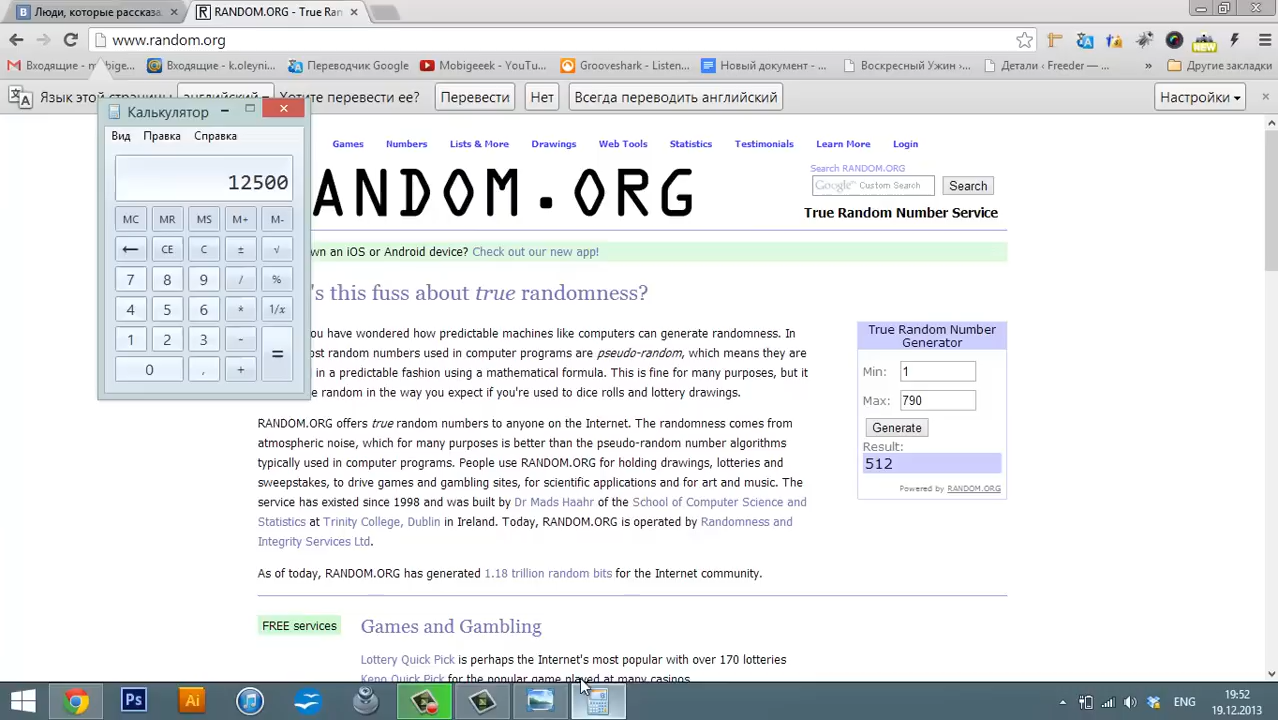 Люди, которые рассказа
RANDOM.ORG - True Ran
www.random.org
Входящие - mobige...
Входящие - k.oleyni...
Переводчик Google
Mobigeeek - YouTub...
Grooveshark - Listen...
Новый документ - ...
Воскресный Ужин ›...
Детали ‹ Freeder —...
»
Другие закладки
Язык этой страницы
английский
Хотите перевести ее?
Перевести
Нет
Всегда переводить английский
Настройки
Калькулятор
Вид Правка Справка
12500
MC MR MS M+ M-
← CE C ± √
7 8 9 / %
4 5 6 * 1/x
1 2 3 - =
0 , +
Games Numbers Lists & More Drawings Web Tools Statistics Testimonials Learn More Login
ANDOM.ORG
Search RANDOM.ORG
Google Custom Search
Search
True Random Number Service
wn an iOS or Android device? Check out our new app!
's this fuss about true randomness?
you have wondered how predictable machines like computers can generate randomness. In
ost random numbers used in computer programs are pseudo-random, which means they are
in a predictable fashion using a mathematical formula. This is fine for many purposes, but it
e random in the way you expect if you're used to dice rolls and lottery drawings.
RANDOM.ORG offers true random numbers to anyone on the Internet. The randomness comes from
atmospheric noise, which for many purposes is better than the pseudo-random number algorithms
typically used in computer programs. People use RANDOM.ORG for holding drawings, lotteries and
sweepstakes, to drive games and gambling sites, for scientific applications and for art and music. The
service has existed since 1998 and was built by Dr Mads Haahr of the School of Computer Science and
Statistics at Trinity College, Dublin in Ireland. Today, RANDOM.ORG is operated by Randomness and
Integrity Services Ltd.
As of today, RANDOM.ORG has generated 1.18 trillion random bits for the Internet community.
True Random Number
Generator
Min: 1
Max: 790
Generate
Result:
512
Powered by RANDOM.ORG
FREE services
Games and Gambling
Lottery Quick Pick is perhaps the Internet's most popular with over 170 lotteries
Keno Quick Pick for the popular game played at many casinos
NEW
Ps
Ai
ENG
19:52
19.12.2013